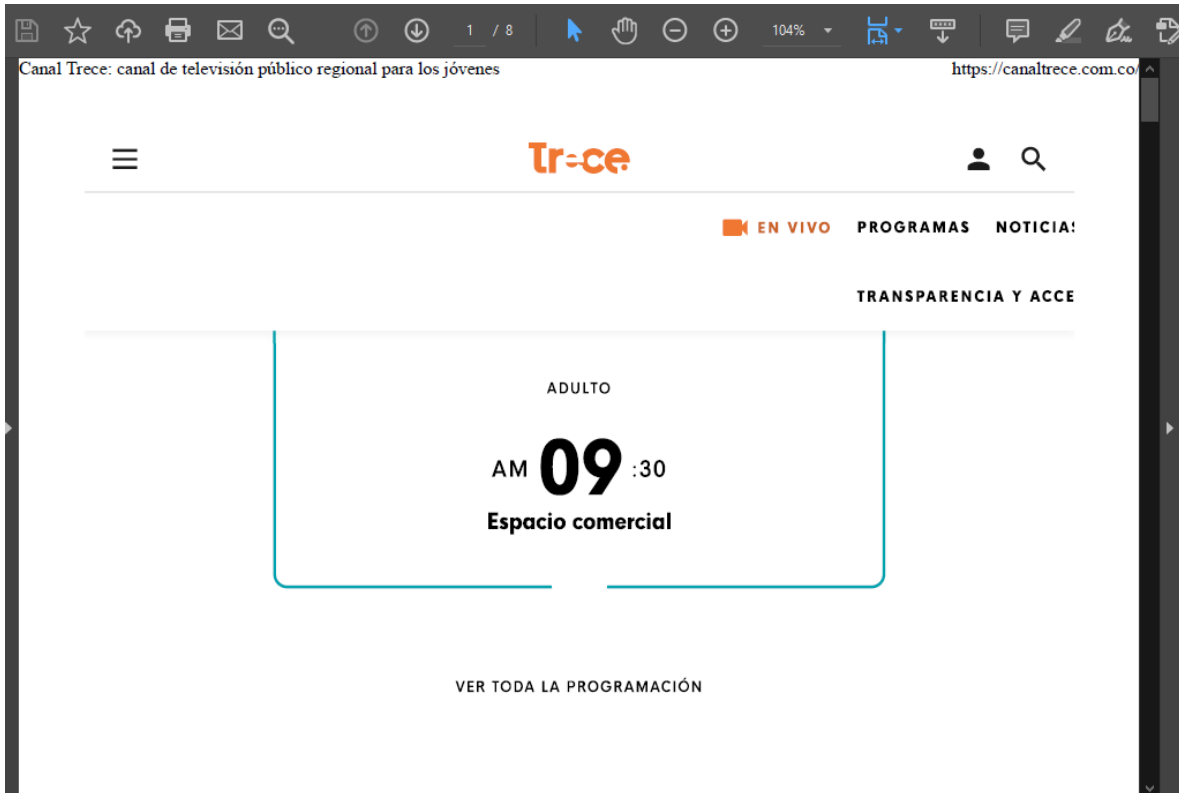 1 / 8 104%
Canal Trece: canal de televisión público regional para los jóvenes https://canaltrece.com.co/
Trece
EN VIVO PROGRAMAS NOTICIAS
TRANSPARENCIA Y ACCE
ADULTO
AM 09 :30
Espacio comercial
VER TODA LA PROGRAMACIÓN